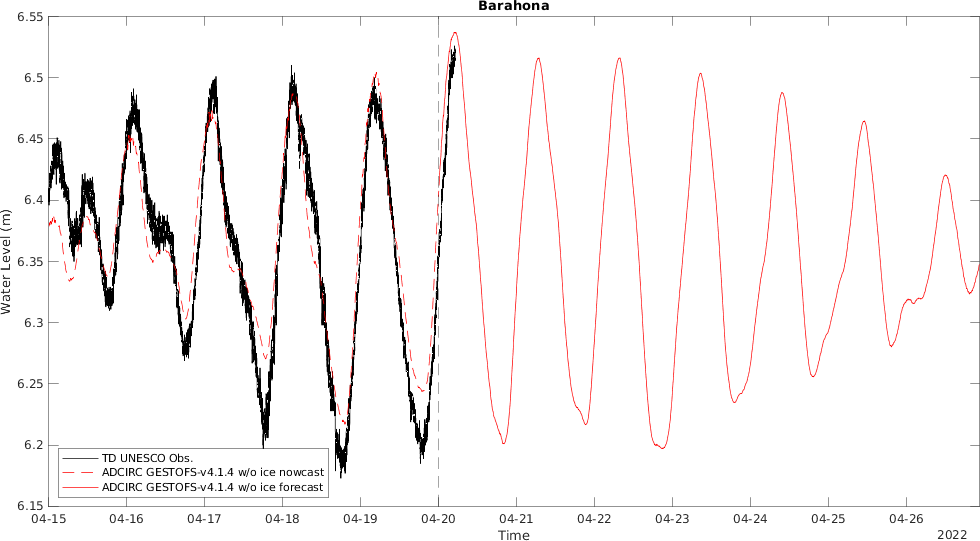 Barahona
6.55
6.5
6.45
6.4
6.35
6.3
6.25
6.2
6.15
Water Level (m)
TD UNESCO Obs.
ADCIRC GESTOFS-v4.1.4 w/o ice nowcast
ADCIRC GESTOFS-v4.1.4 w/o ice forecast
04-15 04-16 04-17 04-18 04-19 04-20 04-21 04-22 04-23 04-24 04-25 04-26
Time
2022